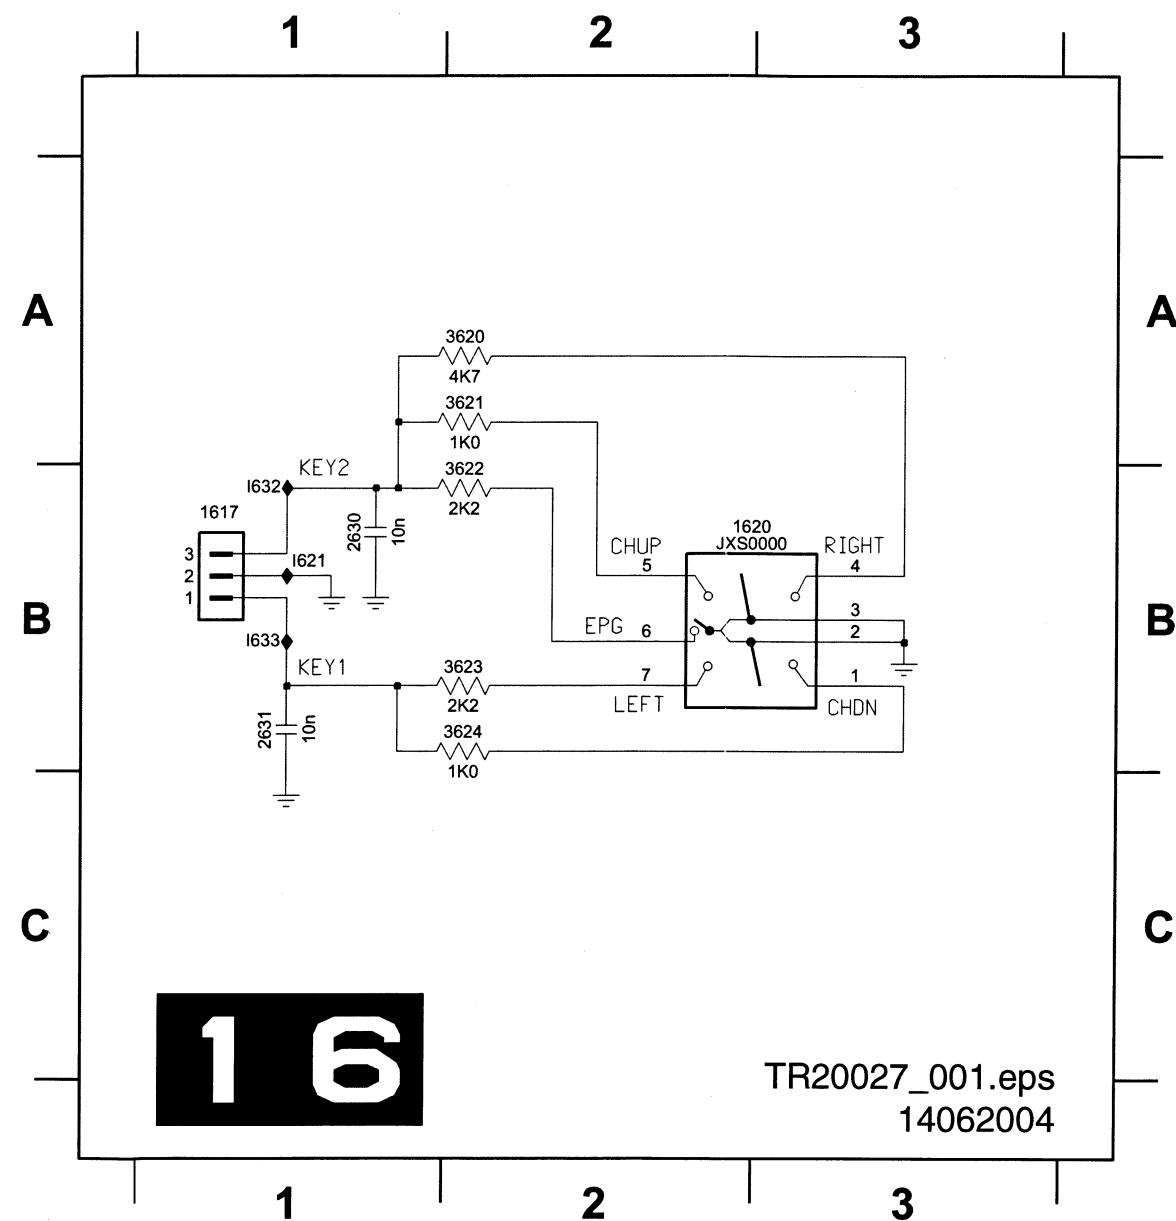 1 2 3
A A
3620
4K7
3621
1K0
KEY2
3622
2K2
I632
1617
2630
10n
1620
JXS0000
3
I621
CHUP
RIGHT
2
5
4
1
3
B B
EPG 6
2
I633
KEY1
3623
7
1
2K2
LEFT
CHDN
2631
10n
3624
1K0
C C
1 6
TR20027_001.eps
14062004
1 2 3